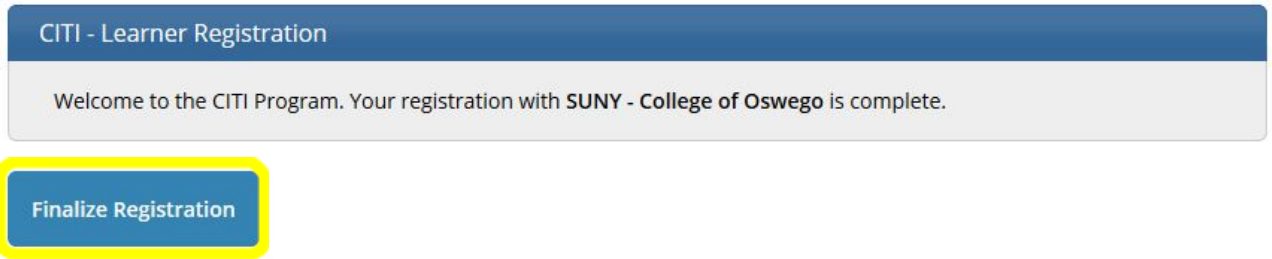 CITI - Learner Registration
Welcome to the CITI Program. Your registration with SUNY - College of Oswego is complete.
Finalize Registration